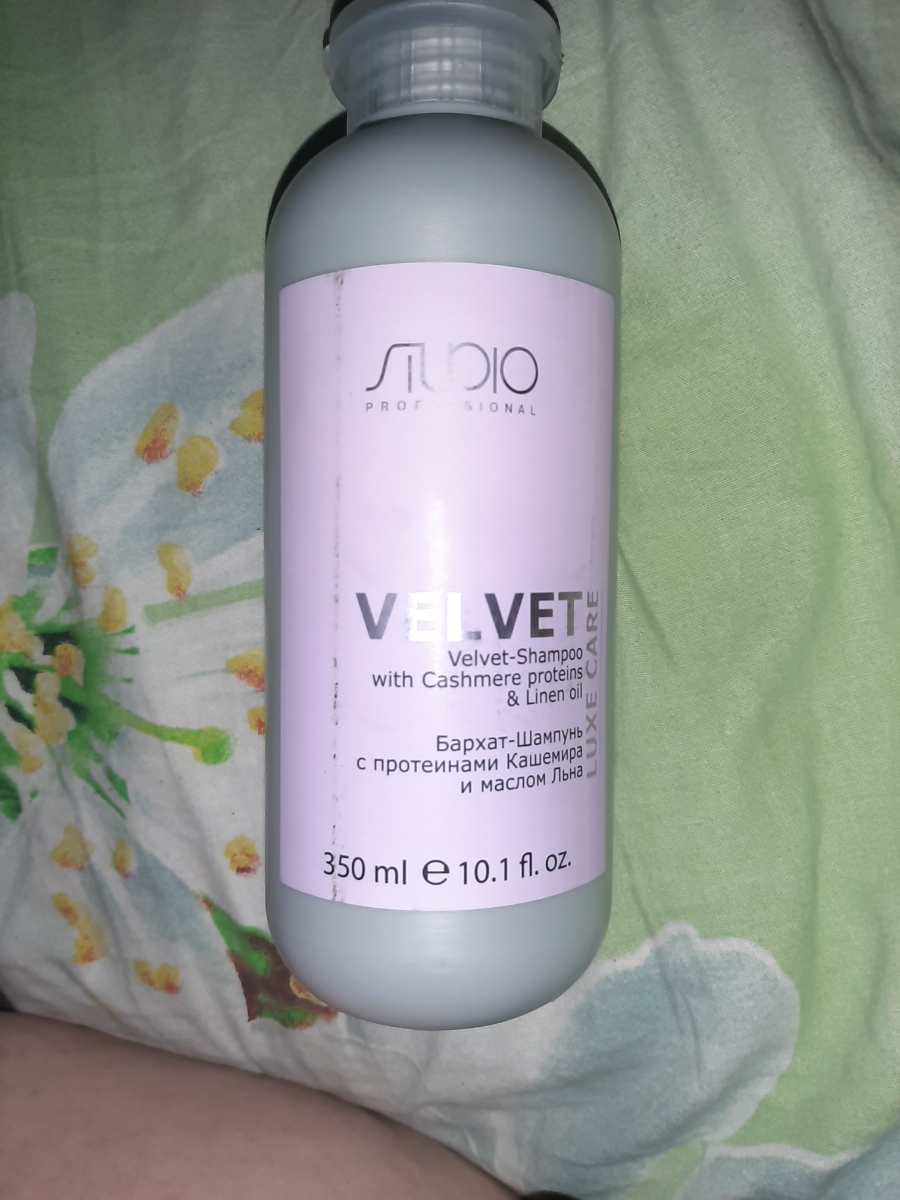 STUDIO
PROFESSIONAL
VELVET
LUXE CARE
Velvet-Shampoo
with Cashmere proteins
& Linen oil
Бархат-Шампунь
с протеинами Кашемира
и маслом Льна
350 ml ℮ 10.1 fl. oz.